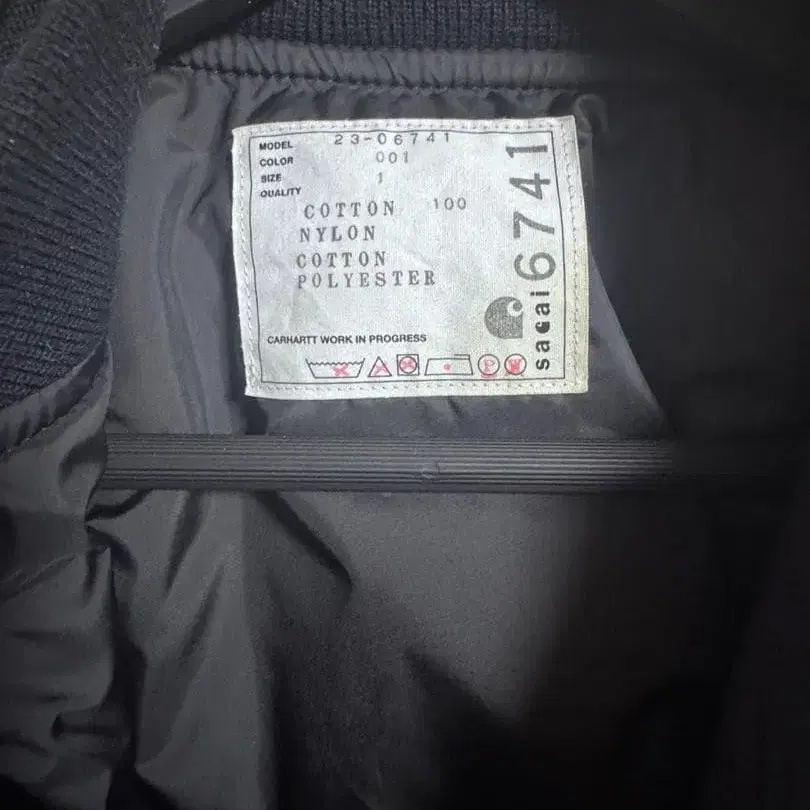 MODEL 23-06741
COLOR 001
SIZE 1
QUALITY
COTTON 100
NYLON
COTTON
POLYESTER
CARHARTT WORK IN PROGRESS
P W
sacai 6741